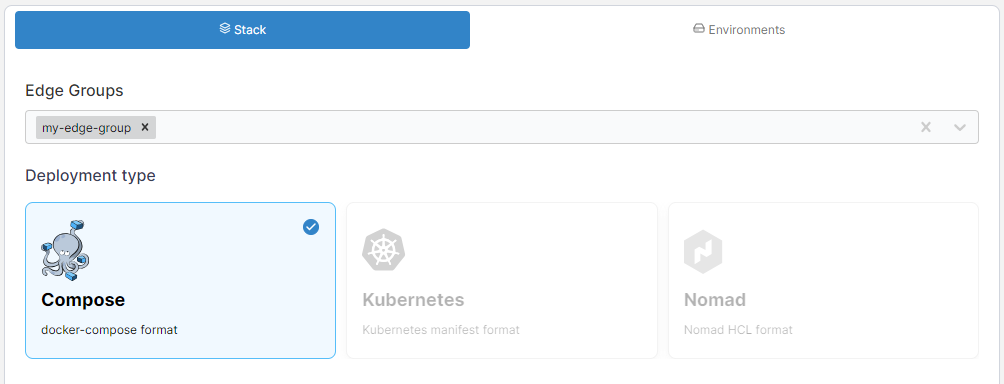 Stack
Environments
Edge Groups
my-edge-group
Deployment type
Compose
docker-compose format
Kubernetes
Kubernetes manifest format
Nomad
Nomad HCL format